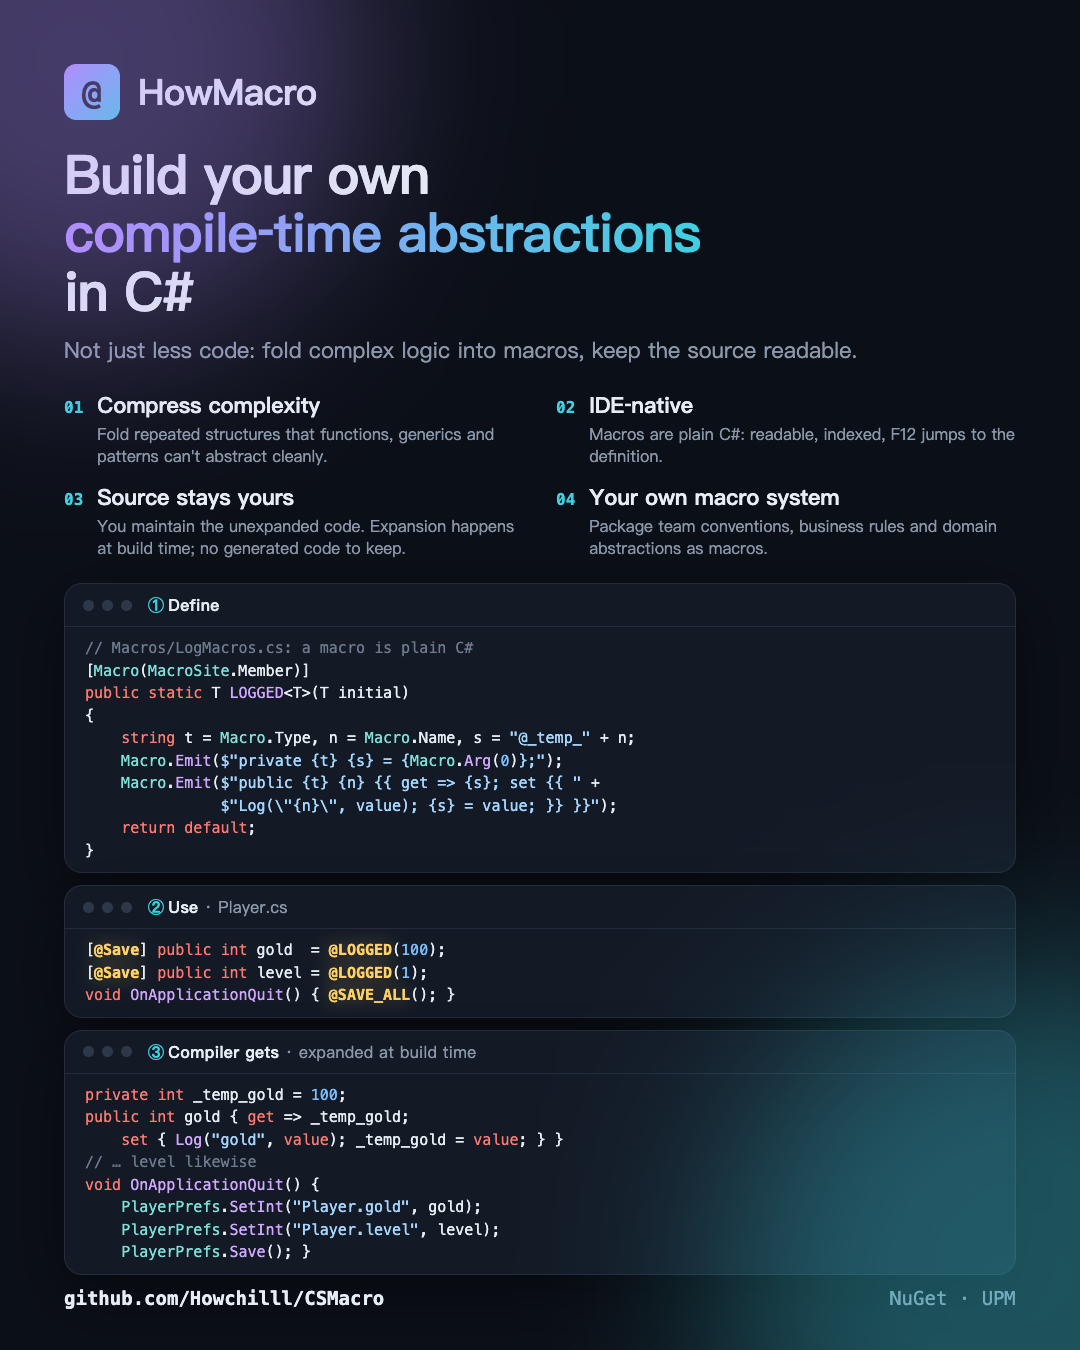 @ HowMacro
Build your own
compile-time abstractions
in C#
Not just less code: fold complex logic into macros, keep the source readable.
01 Compress complexity
Fold repeated structures that functions, generics and
patterns can't abstract cleanly.
02 IDE-native
Macros are plain C#: readable, indexed, F12 jumps to the
definition.
03 Source stays yours
You maintain the unexpanded code. Expansion happens
at build time; no generated code to keep.
04 Your own macro system
Package team conventions, business rules and domain
abstractions as macros.
① Define
// Macros/LogMacros.cs: a macro is plain C#
[Macro(MacroSite.Member)]
public static T LOGGED<T>(T initial)
{
    string t = Macro.Type, n = Macro.Name, s = "@_temp_" + n;
    Macro.Emit($"private {t} {s} = {Macro.Arg(0)};");
    Macro.Emit($"public {t} {n} {{ get => {s}; set {{ " +
               $"Log(\"{n}\", value); {s} = value; }} }}");
    return default;
}
② Use · Player.cs
[@Save] public int gold  = @LOGGED(100);
[@Save] public int level = @LOGGED(1);
void OnApplicationQuit() { @SAVE_ALL(); }
③ Compiler gets · expanded at build time
private int _temp_gold = 100;
public int gold { get => _temp_gold;
    set { Log("gold", value); _temp_gold = value; } }
// … level likewise
void OnApplicationQuit() {
    PlayerPrefs.SetInt("Player.gold", gold);
    PlayerPrefs.SetInt("Player.level", level);
    PlayerPrefs.Save(); }
github.com/Howchilll/CSMacro
NuGet · UPM